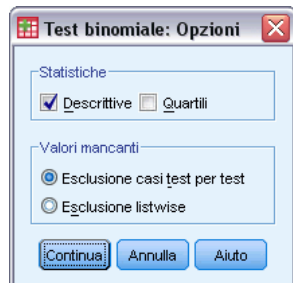 Test binomiale: Opzioni
Statistiche
Descrittive Quartili
Valori mancanti
Esclusione casi test per test
Esclusione listwise
Continua Annulla Aiuto